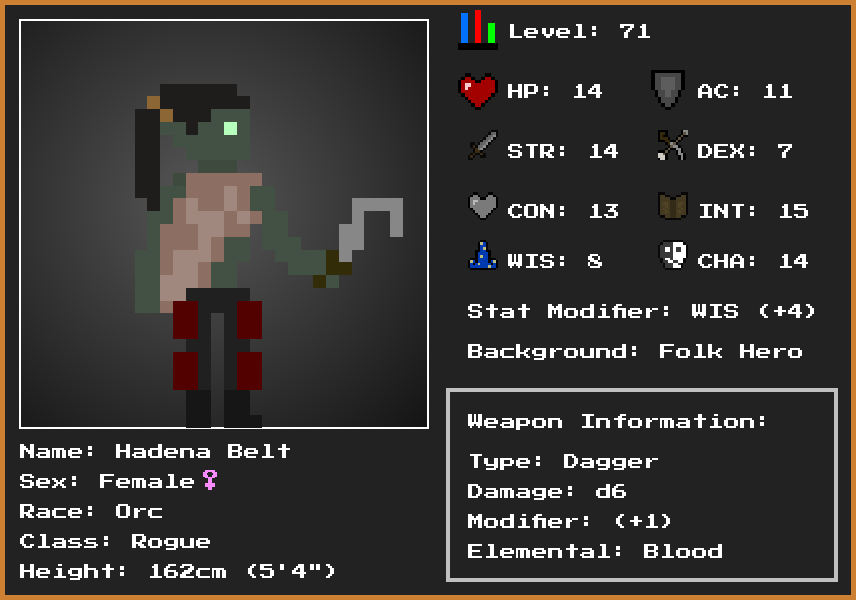 Level: 71
HP: 14
AC: 11
STR: 14
DEX: 7
CON: 13
INT: 15
WIS: 8
CHA: 14
Stat Modifier: WIS (+4)
Background: Folk Hero
Weapon Information:
Type: Dagger
Damage: d6
Modifier: (+1)
Elemental: Blood
Name: Hadena Belt
Sex: Female♀
Race: Orc
Class: Rogue
Height: 162cm (5'4")